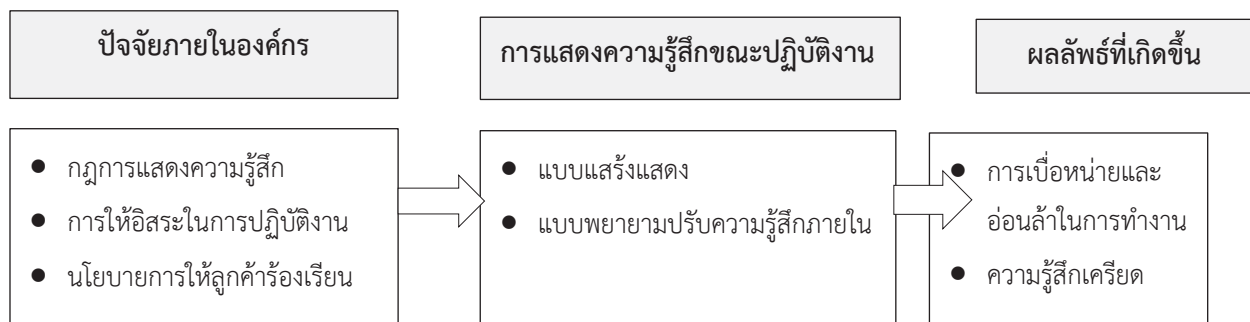 ปัจจัยภายในองค์กร
กฎการแสดงความรู้สึก
การให้อิสระในการปฏิบัติงาน
นโยบายการให้ลูกค้าร้องเรียน
การแสดงความรู้สึกขณะปฏิบัติงาน
แบบแสร้งแสดง
แบบพยายามปรับความรู้สึกภายใน
ผลลัพธ์ที่เกิดขึ้น
การเบื่อหน่ายและ
อ่อนล้าในการทำงาน
ความรู้สึกเครียด